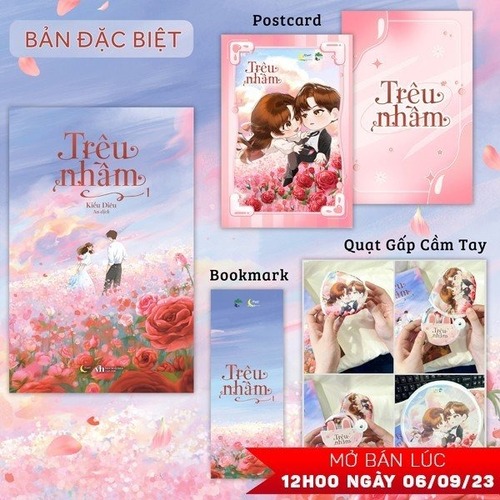 BẢN ĐẶC BIỆT
Postcard
Trêu
nhầm
Trêu
nhầm
Trêu
nhầm
I
Kiều Diêu
Quạt Gấp Cầm Tay
Bookmark
Trêu
nhầm
I
Trêu
nhầm
MỞ BÁN LÚC
12H00 NGÀY 06/09/23